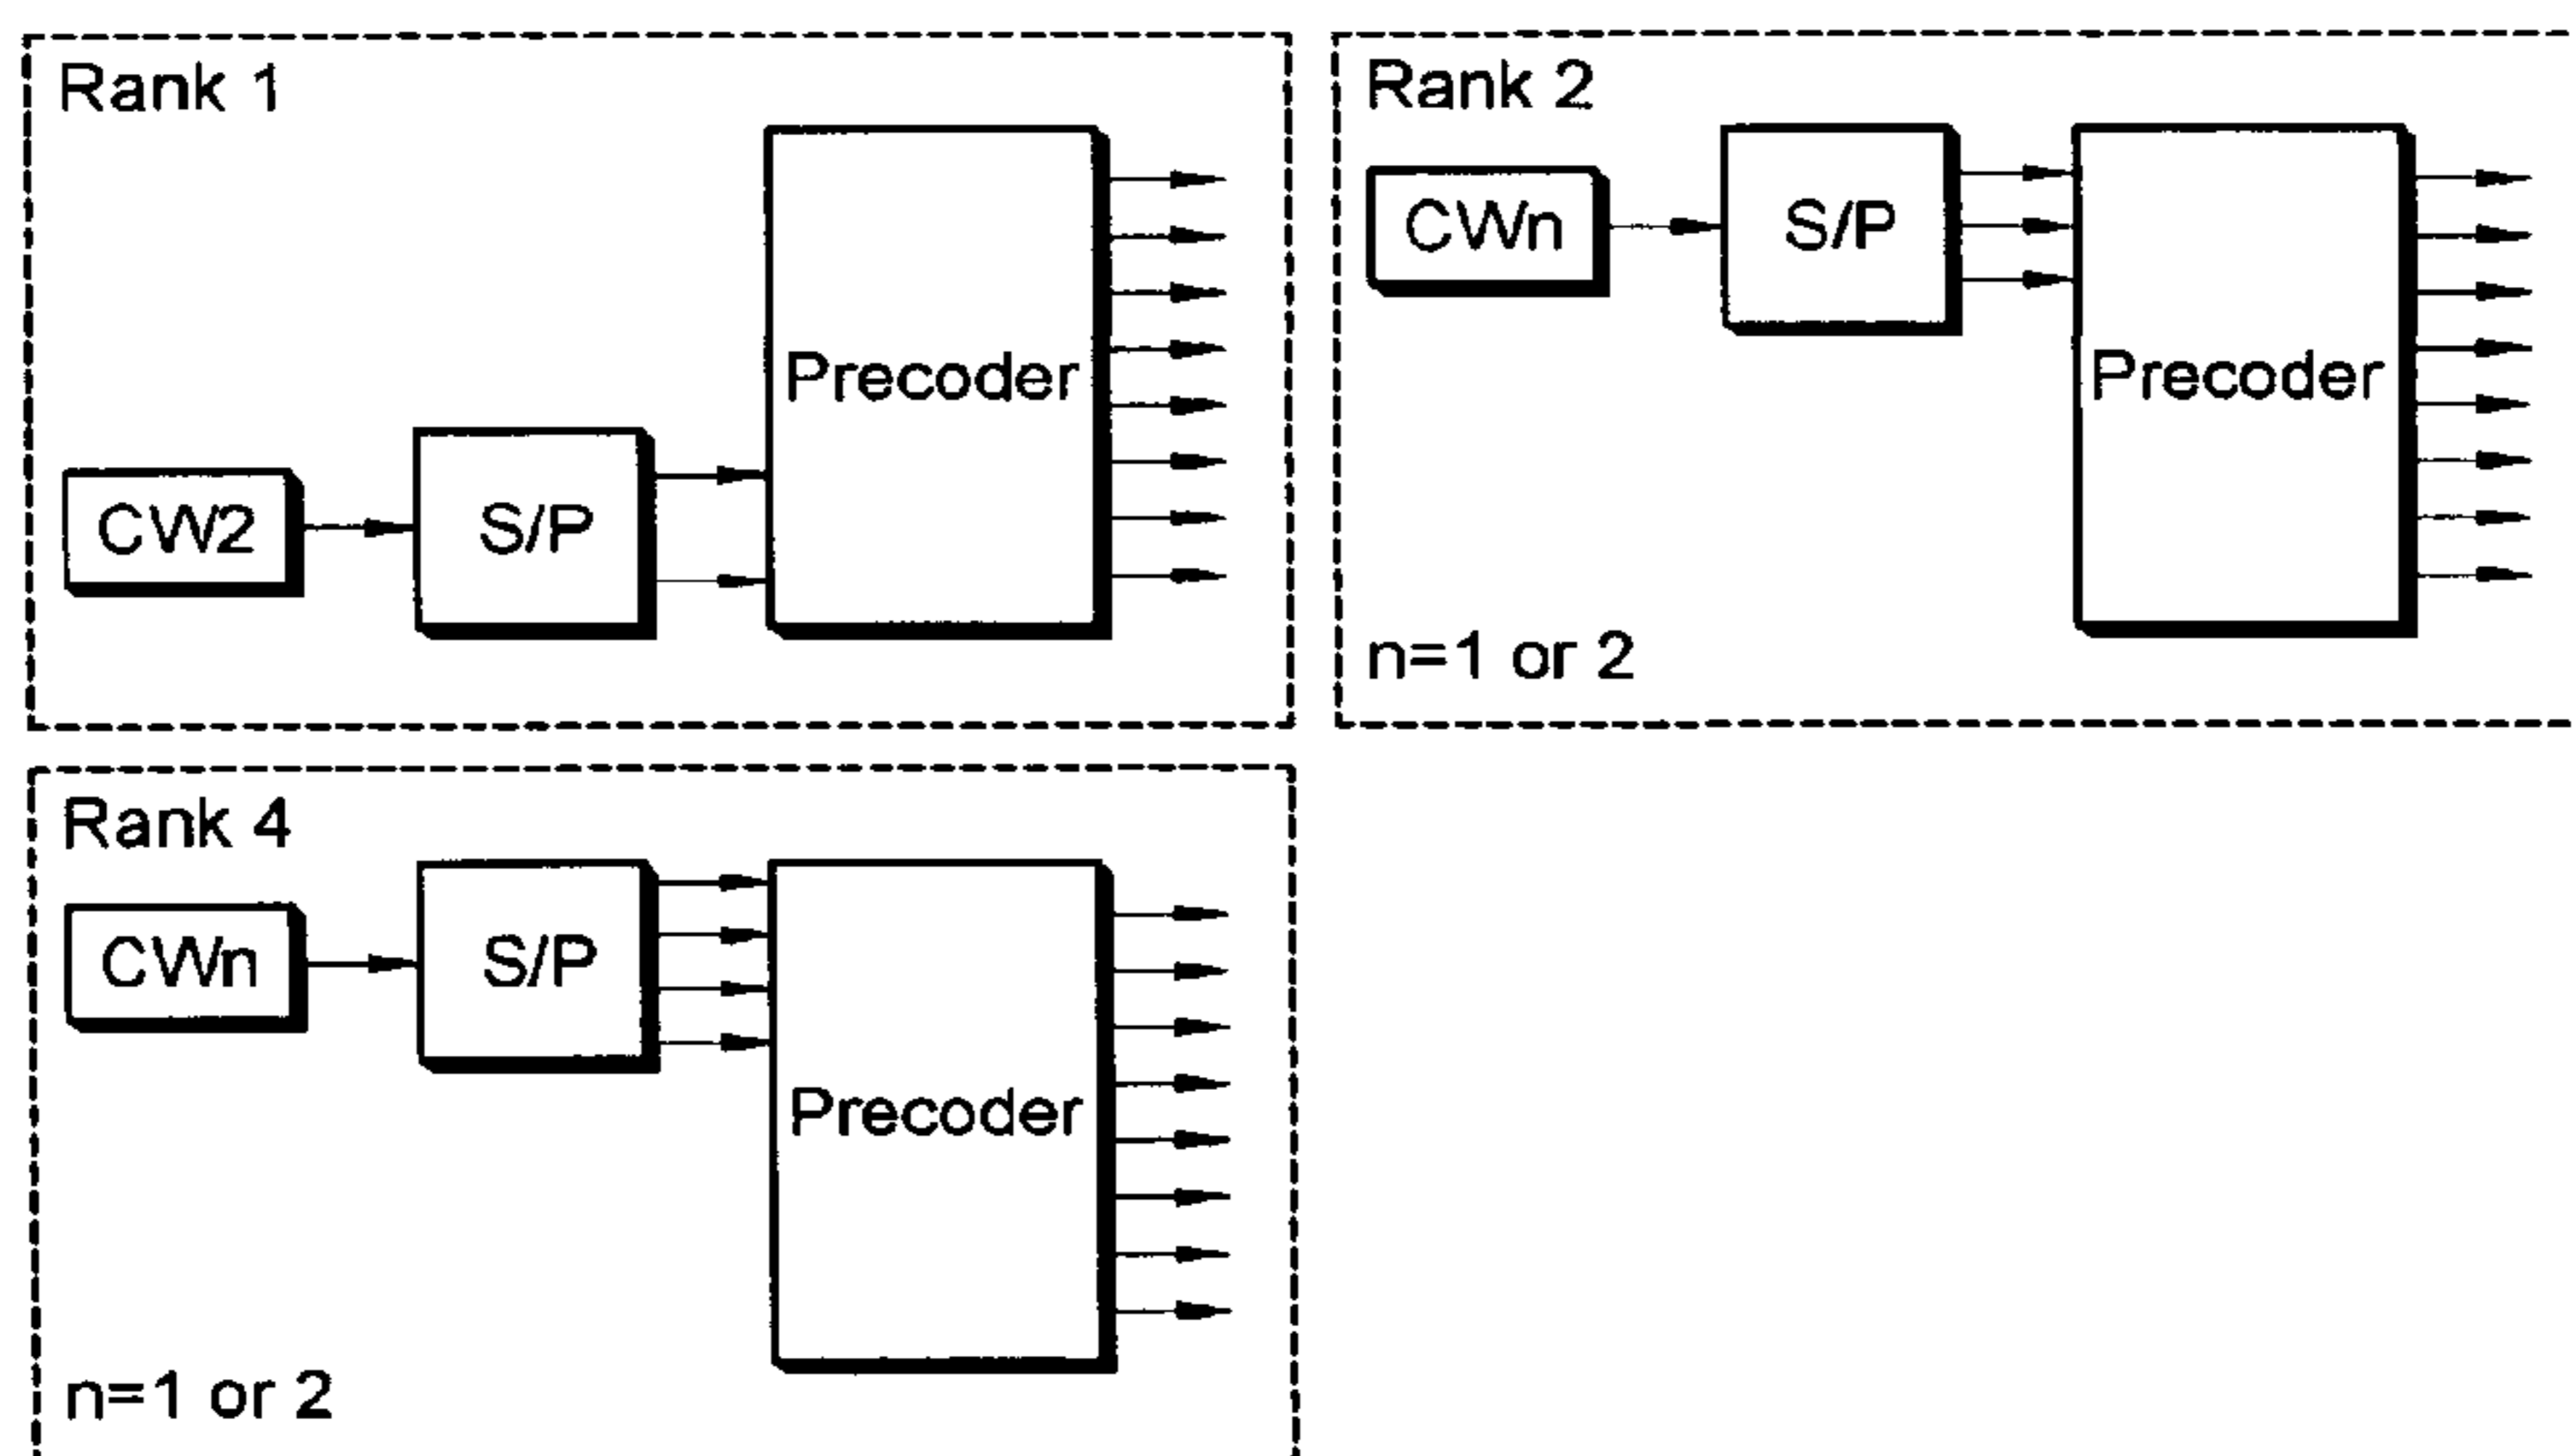 Rank 1
CW2
S/P
Precoder
Rank 2
CWn
S/P
Precoder
n=1 or 2
Rank 4
CWn
S/P
Precoder
n=1 or 2